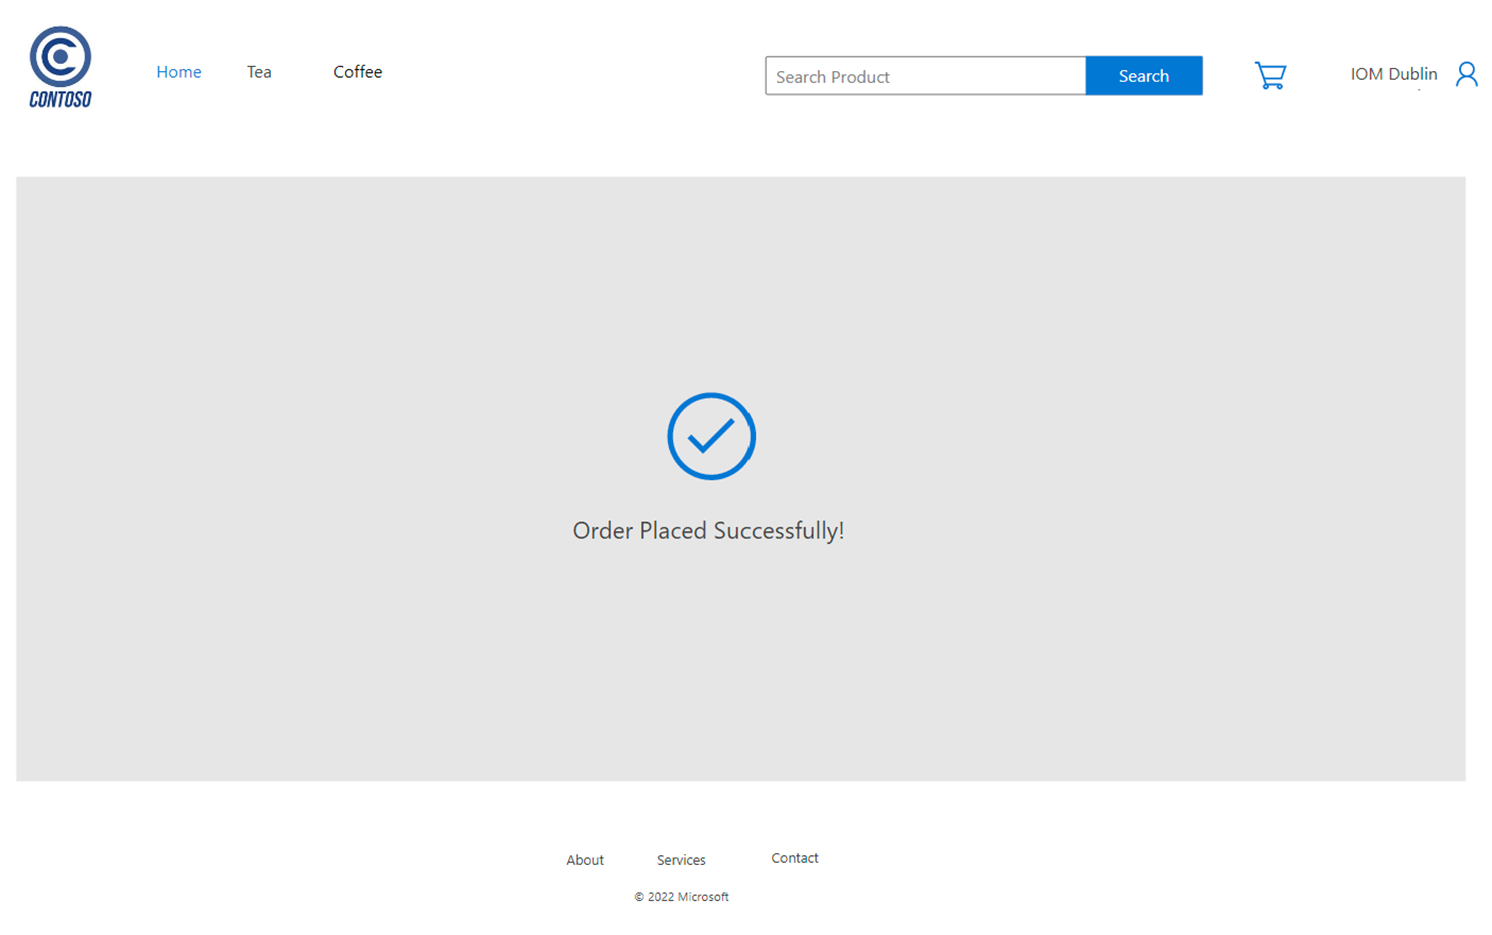 CONTOSO
Home Tea Coffee
Search Product Search
IOM Dublin
Order Placed Successfully!
About Services Contact
© 2022 Microsoft